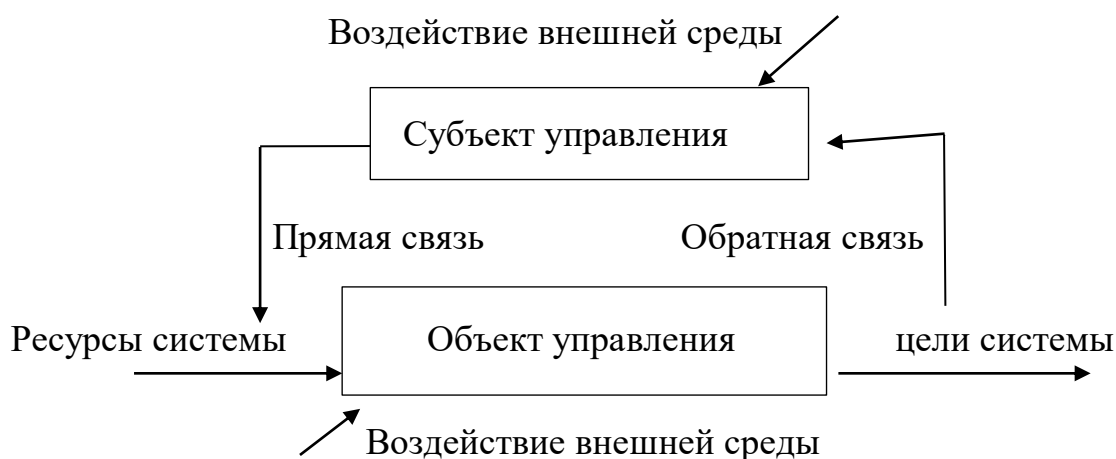 Воздействие внешней среды
Субъект управления
Прямая связь
Обратная связь
Ресурсы системы
Объект управления
цели системы
Воздействие внешней среды